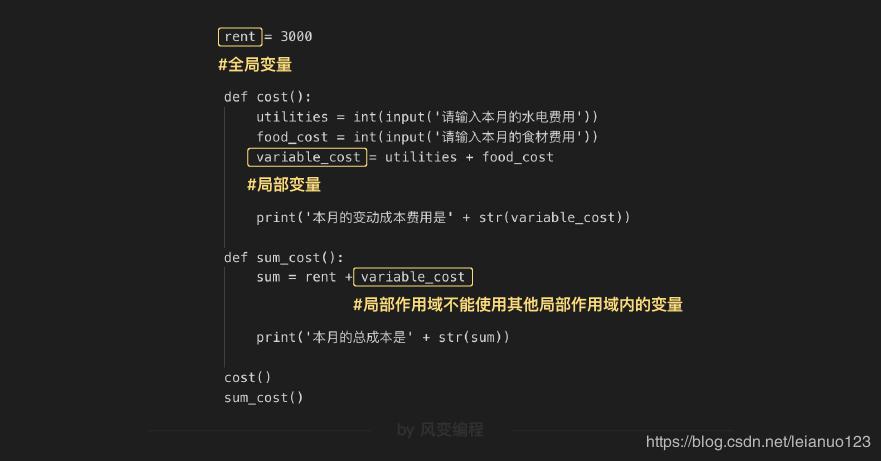 rent = 3000
#全局变量
def cost():
utilities = int(input('请输入本月的水电费用'))
food_cost = int(input('请输入本月的食材费用'))
variable_cost = utilities + food_cost
#局部变量
print('本月的变动成本费用是' + str(variable_cost))
def sum_cost():
sum = rent + variable_cost
#局部作用域不能使用其他局部作用域内的变量
print('本月的总成本是' + str(sum))
cost()
sum_cost()
by 风变编程
https://blog.csdn.net/leianuo123